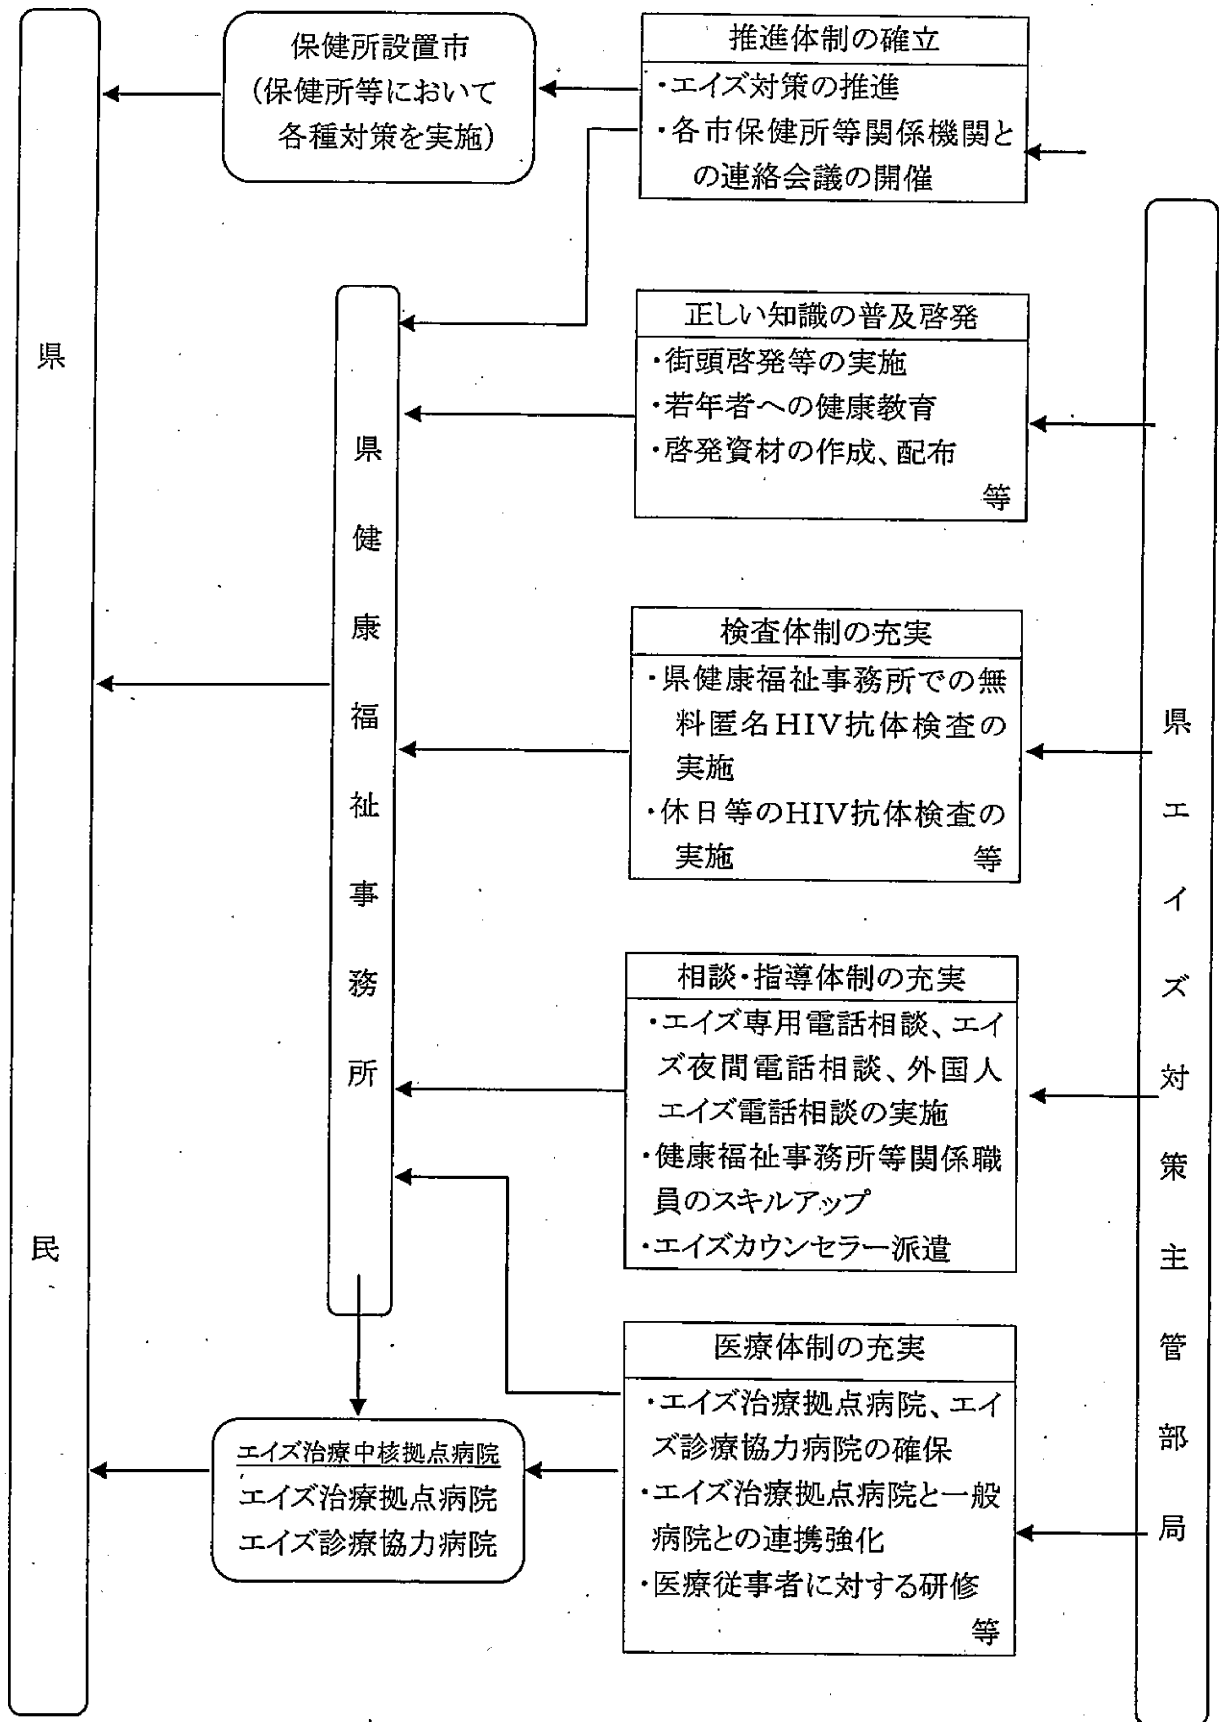 県民
保健所設置市
(保健所等において
各種対策を実施)
推進体制の確立
・エイズ対策の推進
・各市保健所等関係機関と
の連絡会議の開催
県健康福祉事務所
正しい知識の普及啓発
・街頭啓発等の実施
・若年者への健康教育
・啓発資材の作成、配布
等
検査体制の充実
・県健康福祉事務所での無
料匿名HIV抗体検査の
実施
・休日等のHIV抗体検査の
実施 等
相談・指導体制の充実
・エイズ専用電話相談、エイ
ズ夜間電話相談、外国人
エイズ電話相談の実施
・健康福祉事務所等関係職
員のスキルアップ
・エイズカウンセラー派遣
医療体制の充実
・エイズ治療拠点病院、エイ
ズ診療協力病院の確保
・エイズ治療拠点病院と一般
病院との連携強化
・医療従事者に対する研修
等
エイズ治療中核拠点病院
エイズ治療拠点病院
エイズ診療協力病院
県エイズ対策主管部局